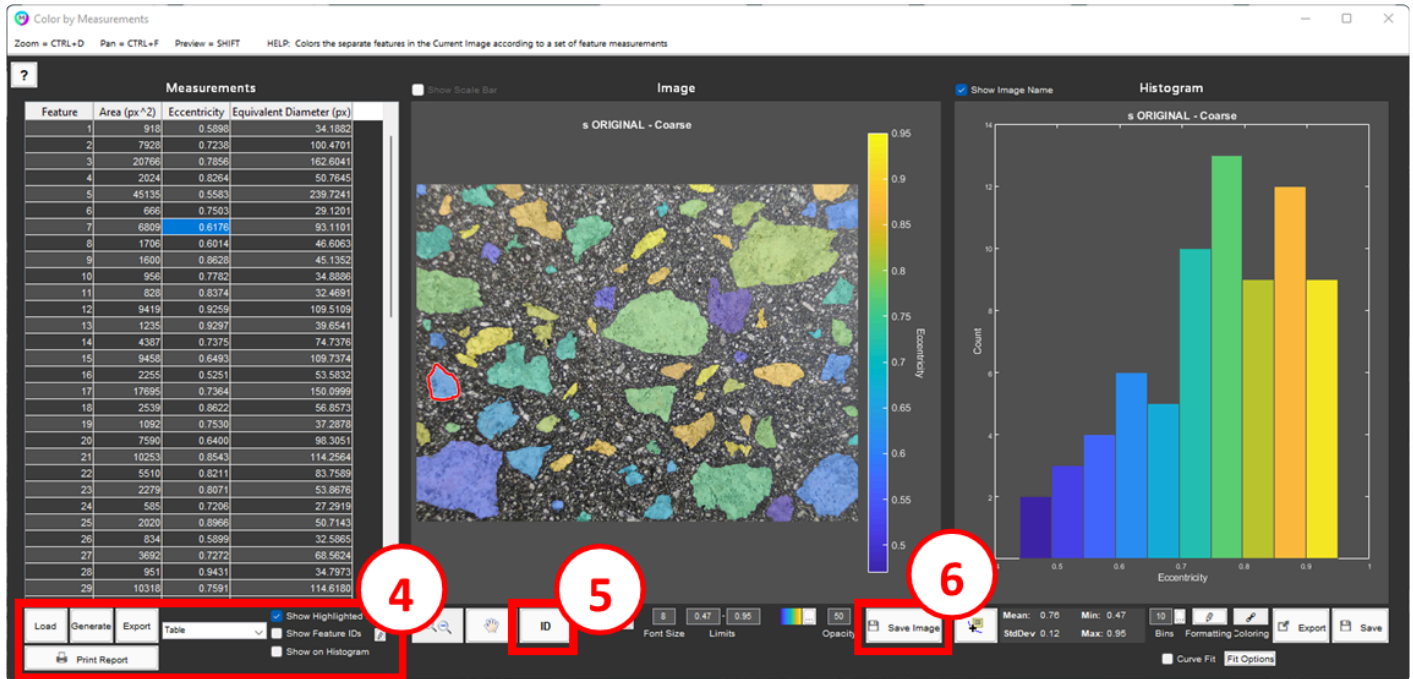 Color by Measurements
Zoom = CTRL+D Pan = CTRL+F Preview = SHIFT HELP: Colors the separate features in the Current Image according to a set of feature measurements
?
Measurements
Feature Area (px^2) Eccentricity Equivalent Diameter (px)
1 918 0.5898 34.1882
2 7928 0.7238 100.4701
3 20766 0.7856 162.6041
4 2024 0.8264 50.7645
5 45135 0.5583 239.7241
6 666 0.7503 29.1201
7 6809 0.6176 93.1101
8 1706 0.6014 46.6063
9 1600 0.8628 45.1352
10 956 0.7782 34.8886
11 828 0.8374 32.4691
12 9419 0.9259 109.5109
13 1235 0.9297 39.6541
14 4387 0.7375 74.7376
15 9458 0.6493 109.7374
16 2255 0.5251 53.5832
17 17695 0.7364 150.0999
18 2539 0.8622 56.8573
19 1092 0.7530 37.2878
20 7590 0.6400 98.3051
21 10253 0.8543 114.2564
22 5510 0.8211 83.7589
23 2279 0.8071 53.8676
24 585 0.7206 27.2919
25 2020 0.8966 50.7143
26 834 0.5899 32.5865
27 3692 0.7272 68.5624
28 951 0.9431 34.7973
29 10318 0.7591 114.6180
Load Generate Export Table
Show Highlighted
Show Feature IDs
Show on Histogram
Print Report
4
Show Scale Bar
Image
s ORIGINAL - Coarse
0.95
0.9
0.85
0.8
0.75
0.7
0.65
0.6
0.55
0.5
Eccentricity
ID
5
8
Font Size
0.47 - 0.95
Limits
...
50
Opacity
Save Image
6
Show Image Name
Histogram
s ORIGINAL - Coarse
14
12
10
8
6
4
2
Count
0.5 0.6 0.7 0.8 0.9 1
Eccentricity
Mean: 0.76 Min: 0.47
StdDev 0.12 Max: 0.95
10 ...
Bins Formatting Coloring
Export
Save
Curve Fit Fit Options